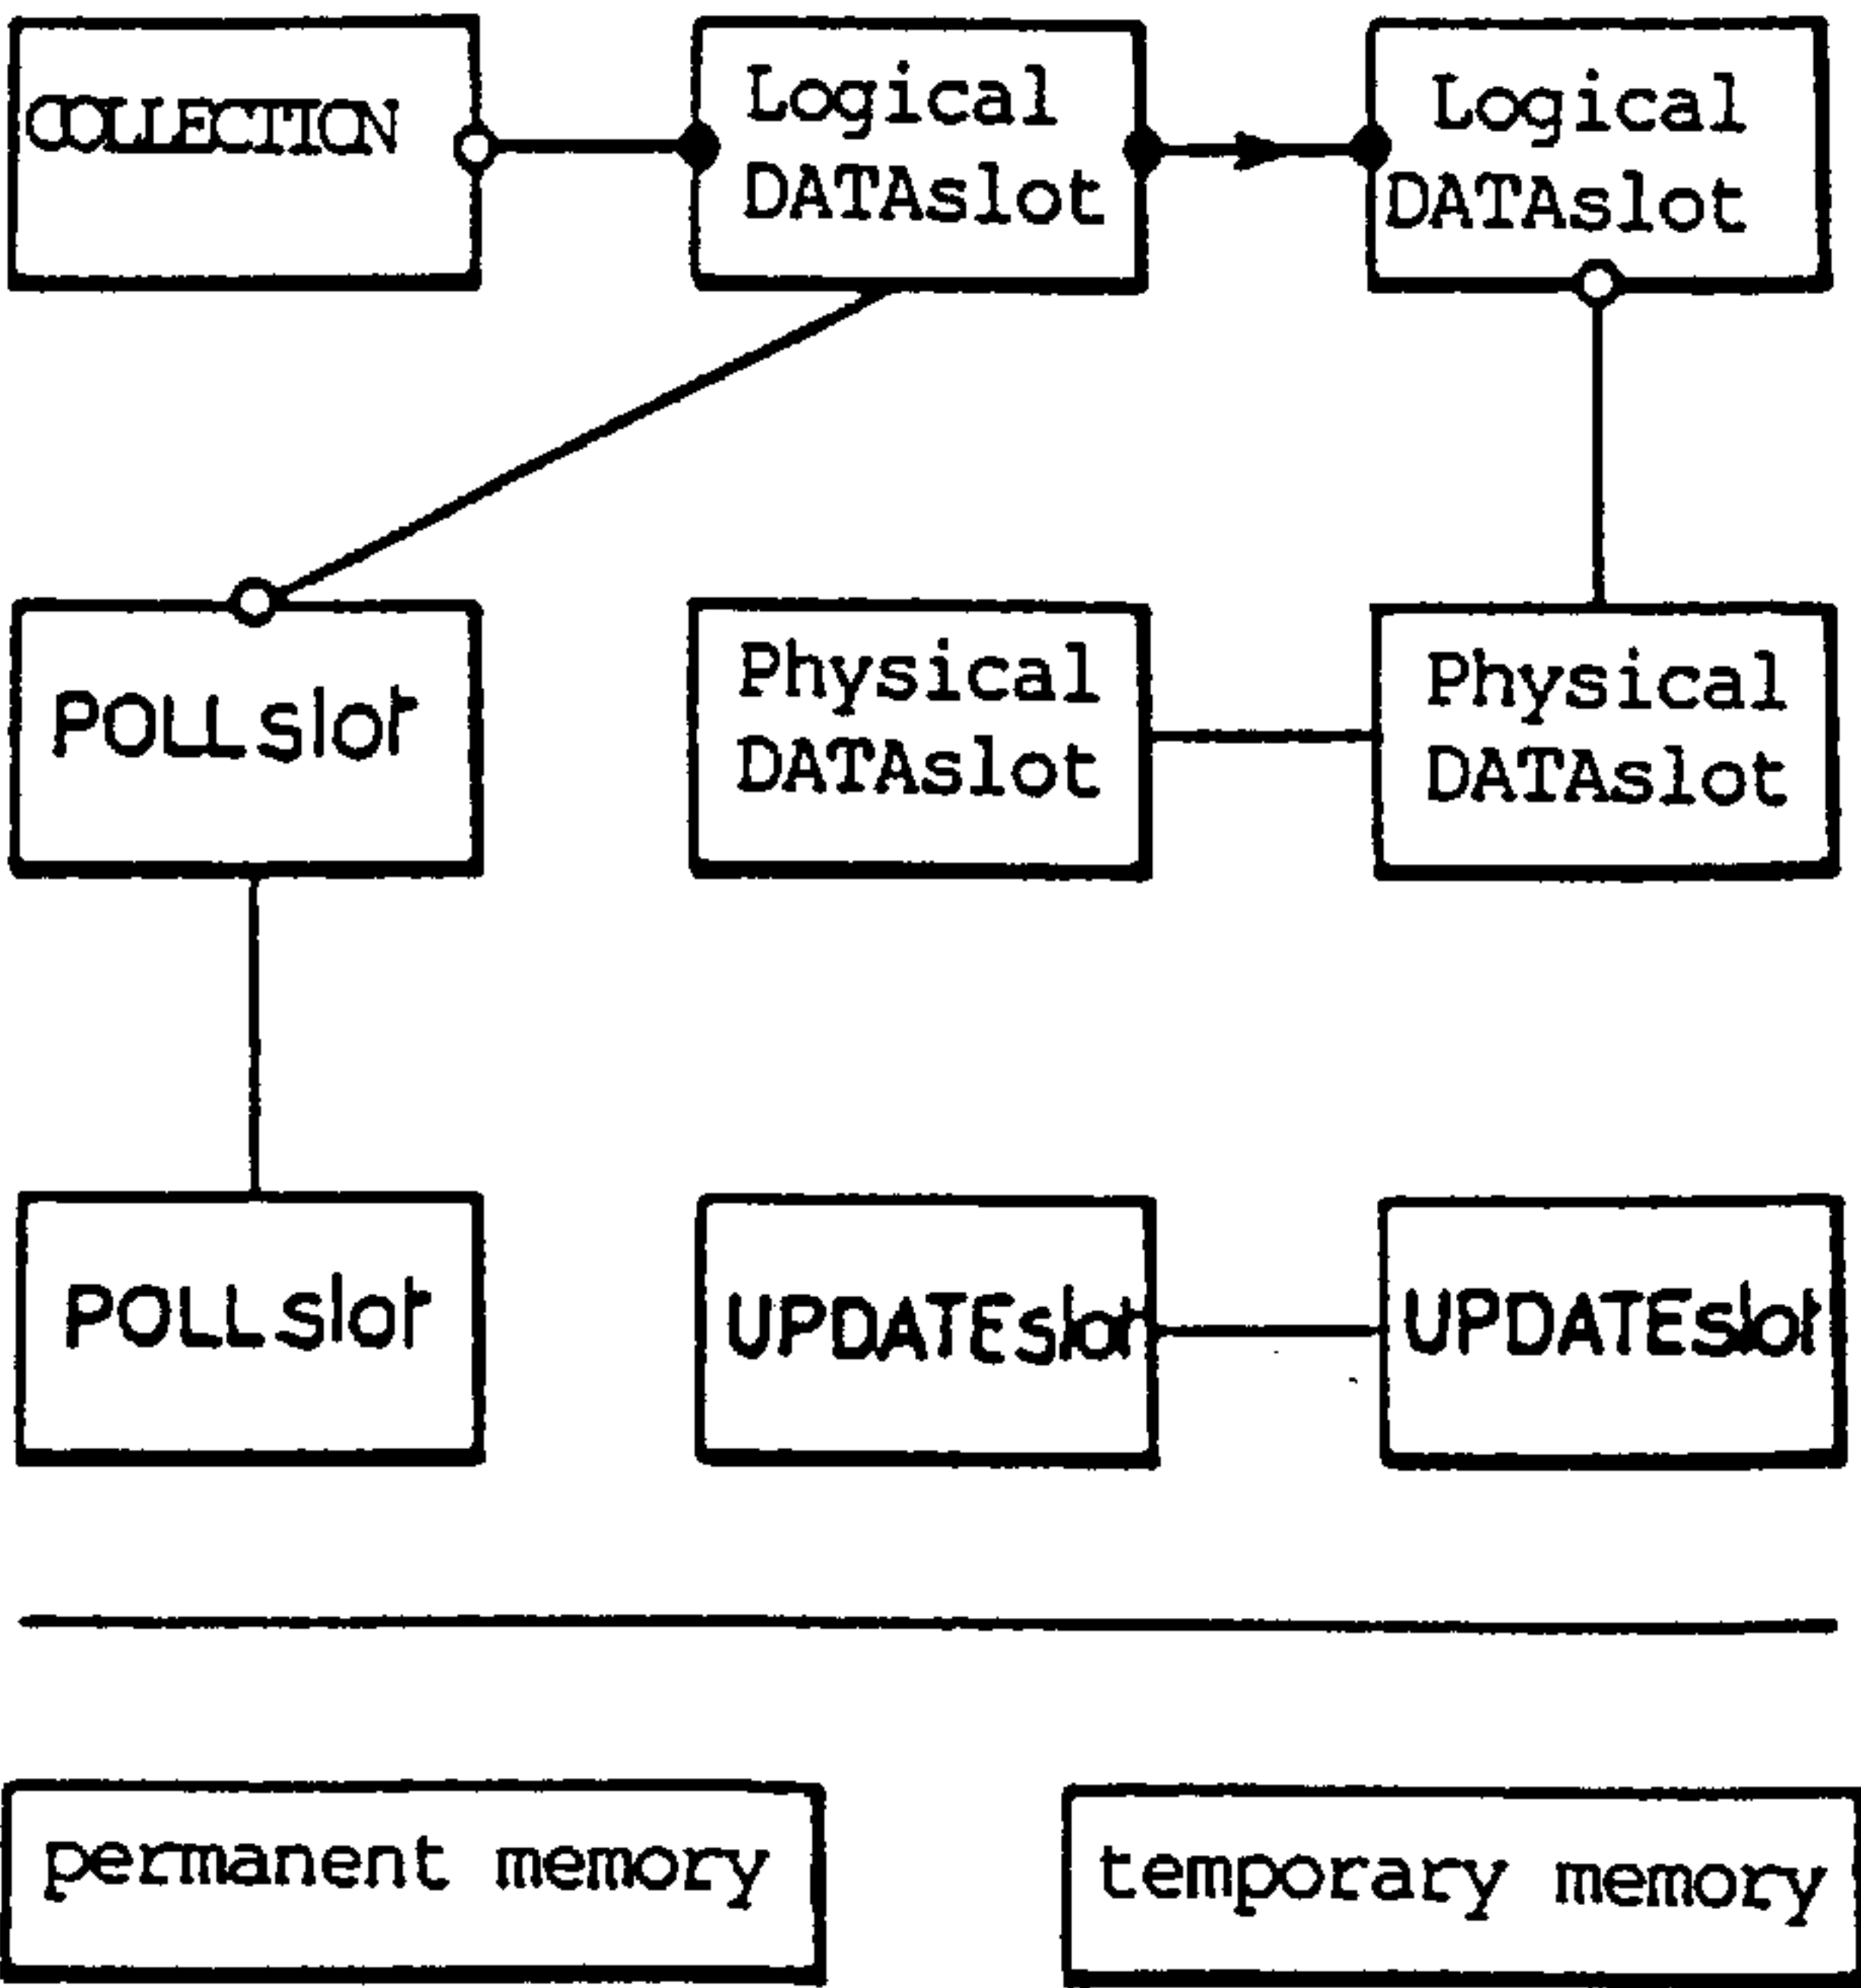 COLLECTION
Logical
DATAslot
Logical
DATAslot
POLLslot
Physical
DATAslot
Physical
DATAslot
POLLslot
UPDATEslot
UPDATEslot
permanent memory
temporary memory